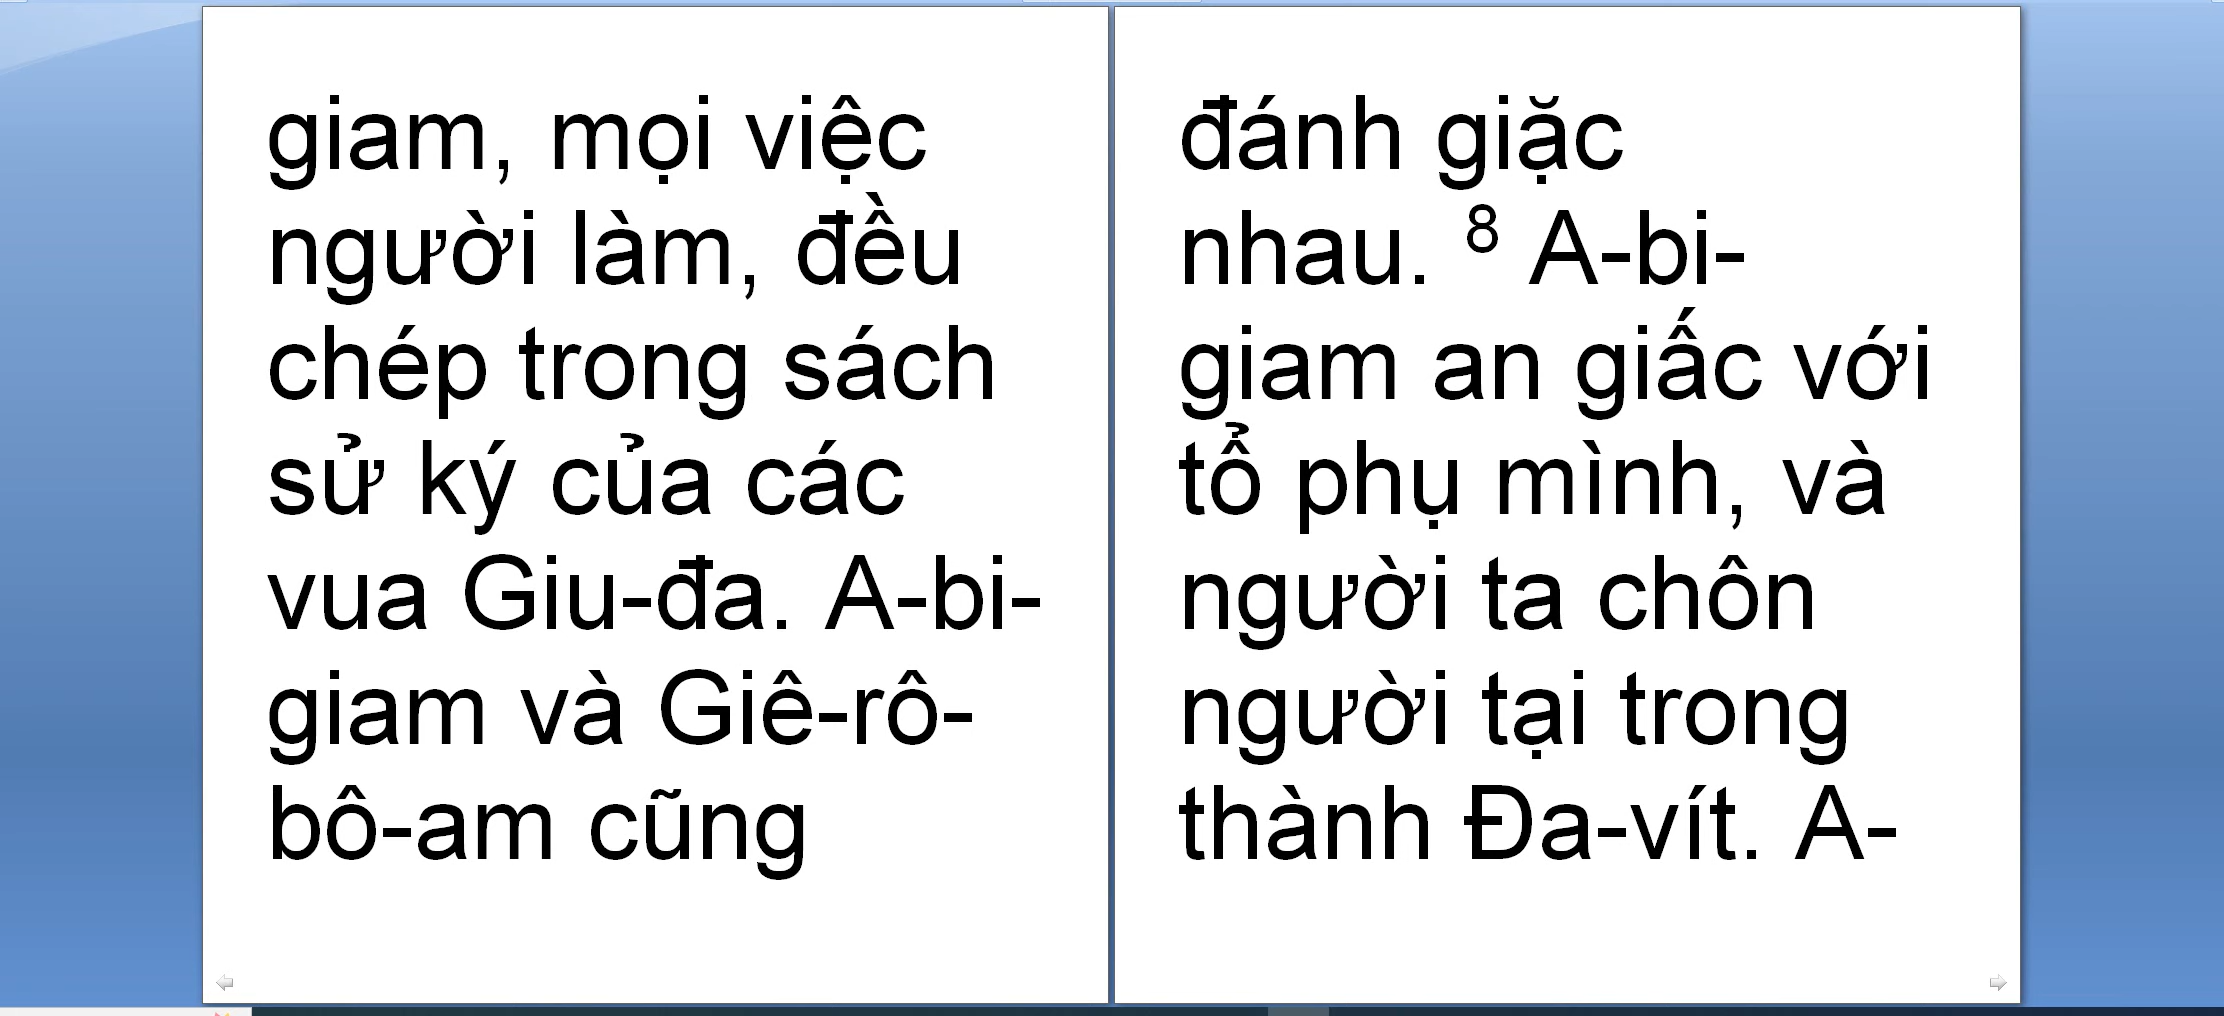 giam, mọi việc
người làm, đều
chép trong sách
sử ký của các
vua Giu-đa. A-bi-
giam và Giê-rô-
bô-am cũng
đánh giặc
nhau. ⁸ A-bi-
giam an giấc với
tổ phụ mình, và
người ta chôn
người tại trong
thành Đa-vít. A-